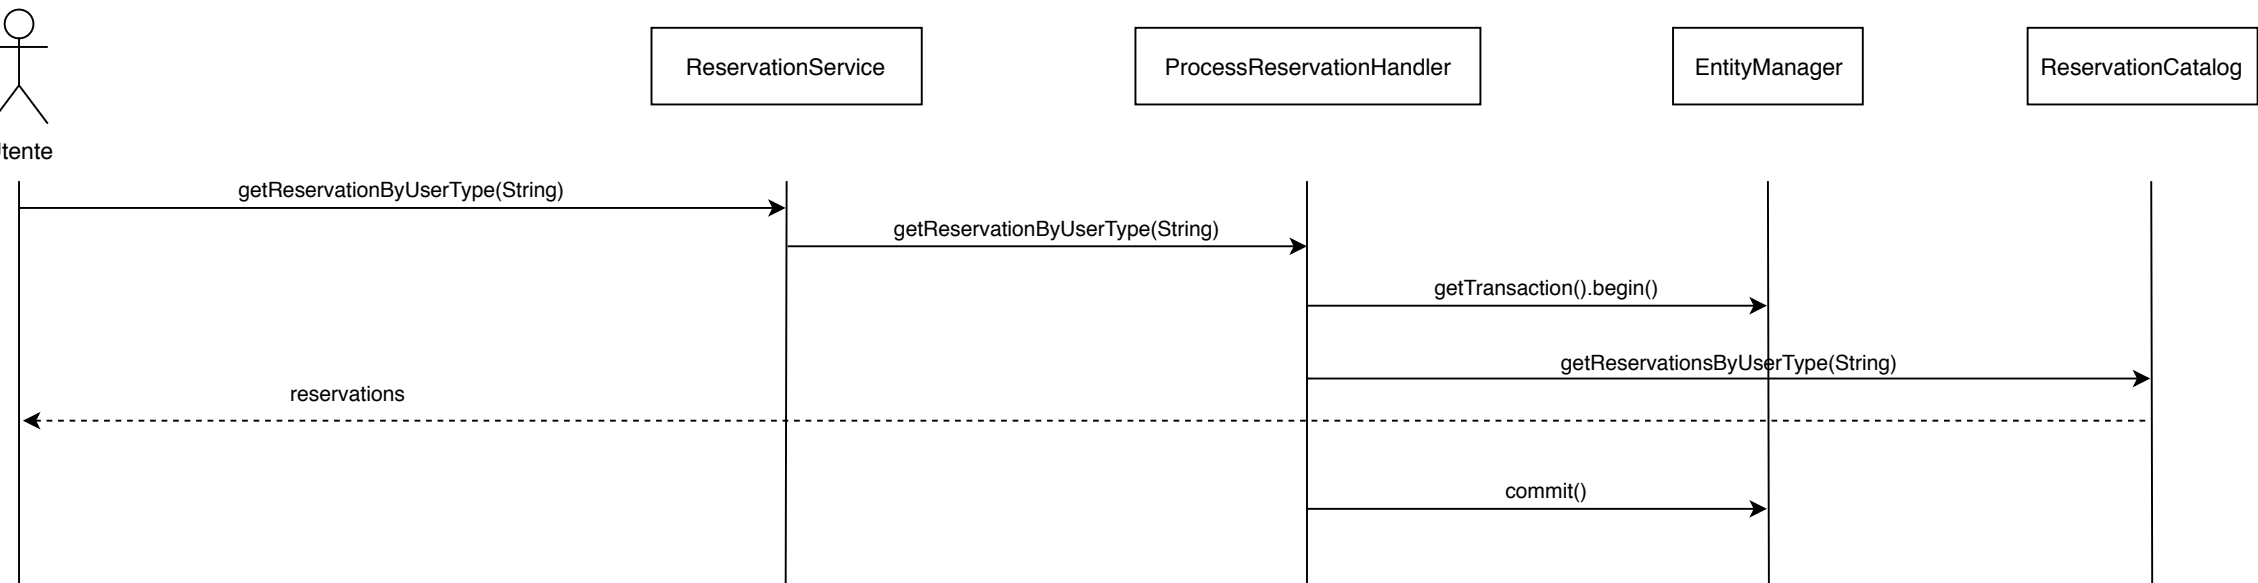 ReservationService
ProcessReservationHandler
EntityManager
ReservationCatalog
tente
getReservationByUserType(String)
getReservationByUserType(String)
getTransaction().begin()
getReservationsByUserType(String)
reservations
commit()